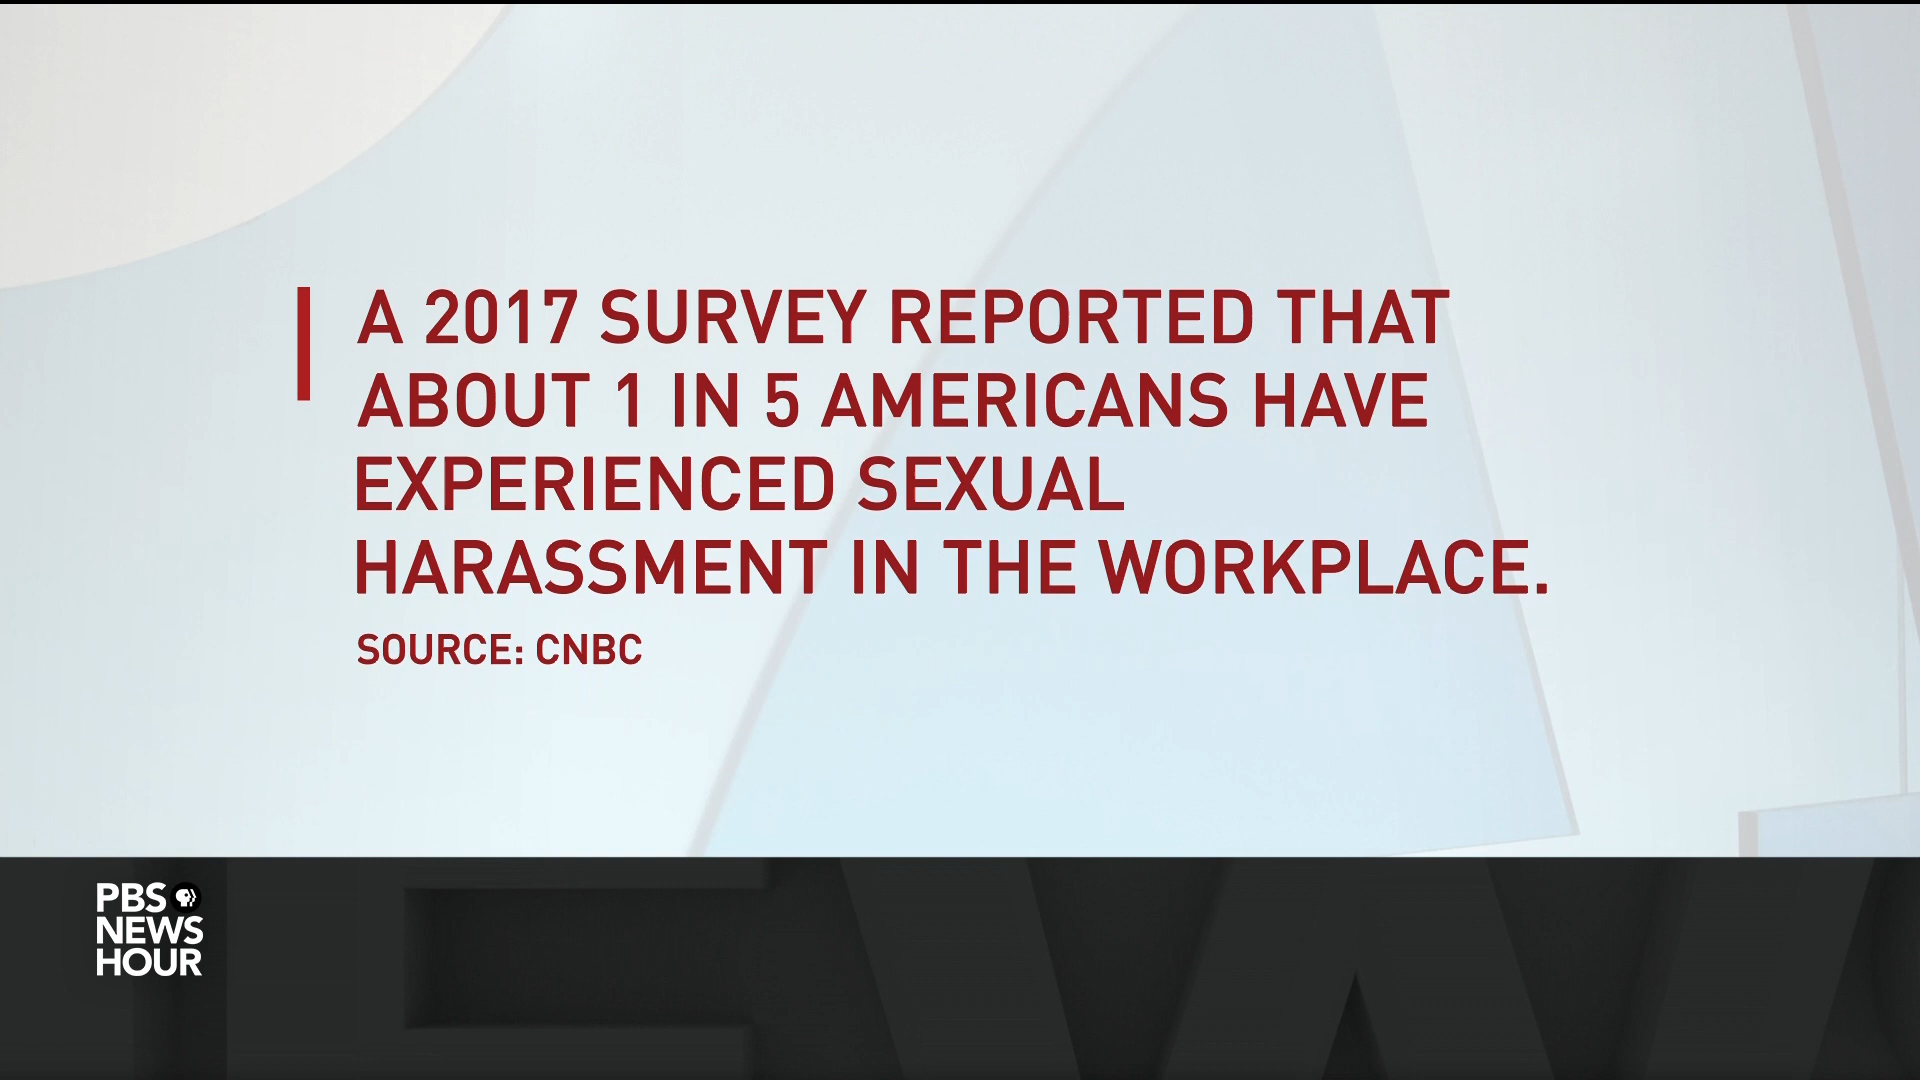 A 2017 SURVEY REPORTED THAT
ABOUT 1 IN 5 AMERICANS HAVE
EXPERIENCED SEXUAL
HARASSMENT IN THE WORKPLACE.
SOURCE: CNBC
PBS
NEWS
HOUR